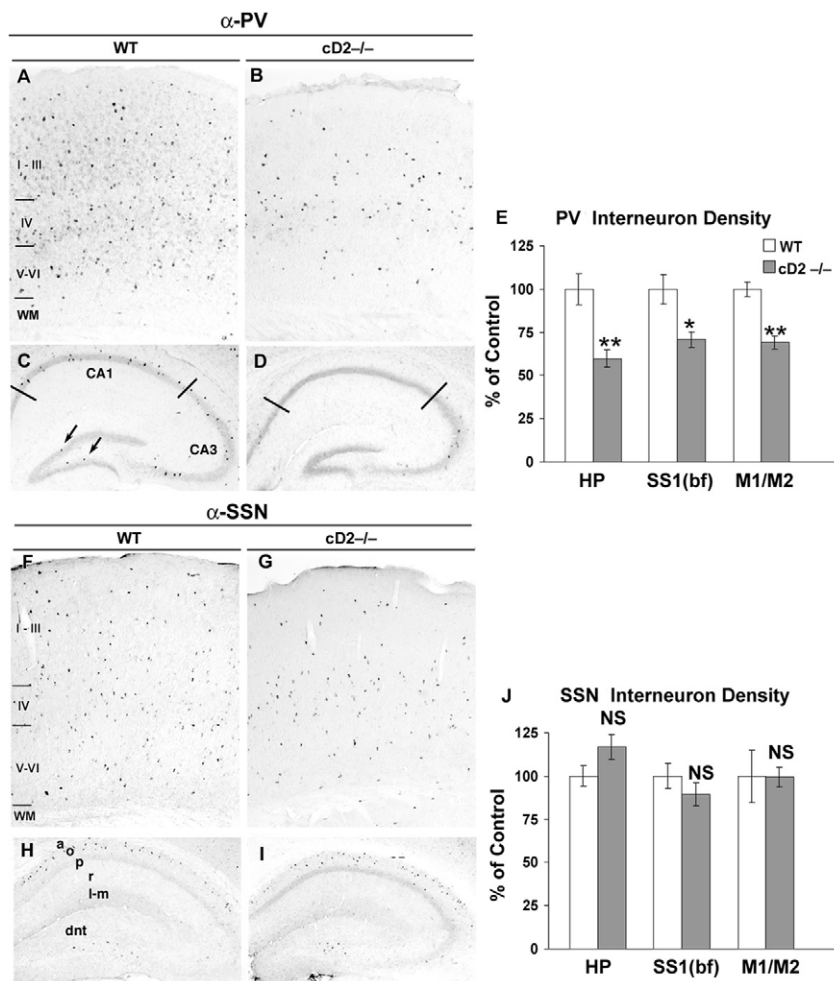 α-PV
WT cD2–/–
A B
I - III
IV
V-VI
WM
C D
CA1
CA3
E PV Interneuron Density
WT
cD2 –/–
% of Control
125
100
75
50
25
0
** * **
HP SS1(bf) M1/M2
α-SSN
WT cD2–/–
F G
I - III
IV
V-VI
WM
H I
a
o
p
r
l-m
dnt
J SSN Interneuron Density
% of Control
125
100
75
50
25
0
NS NS NS
HP SS1(bf) M1/M2